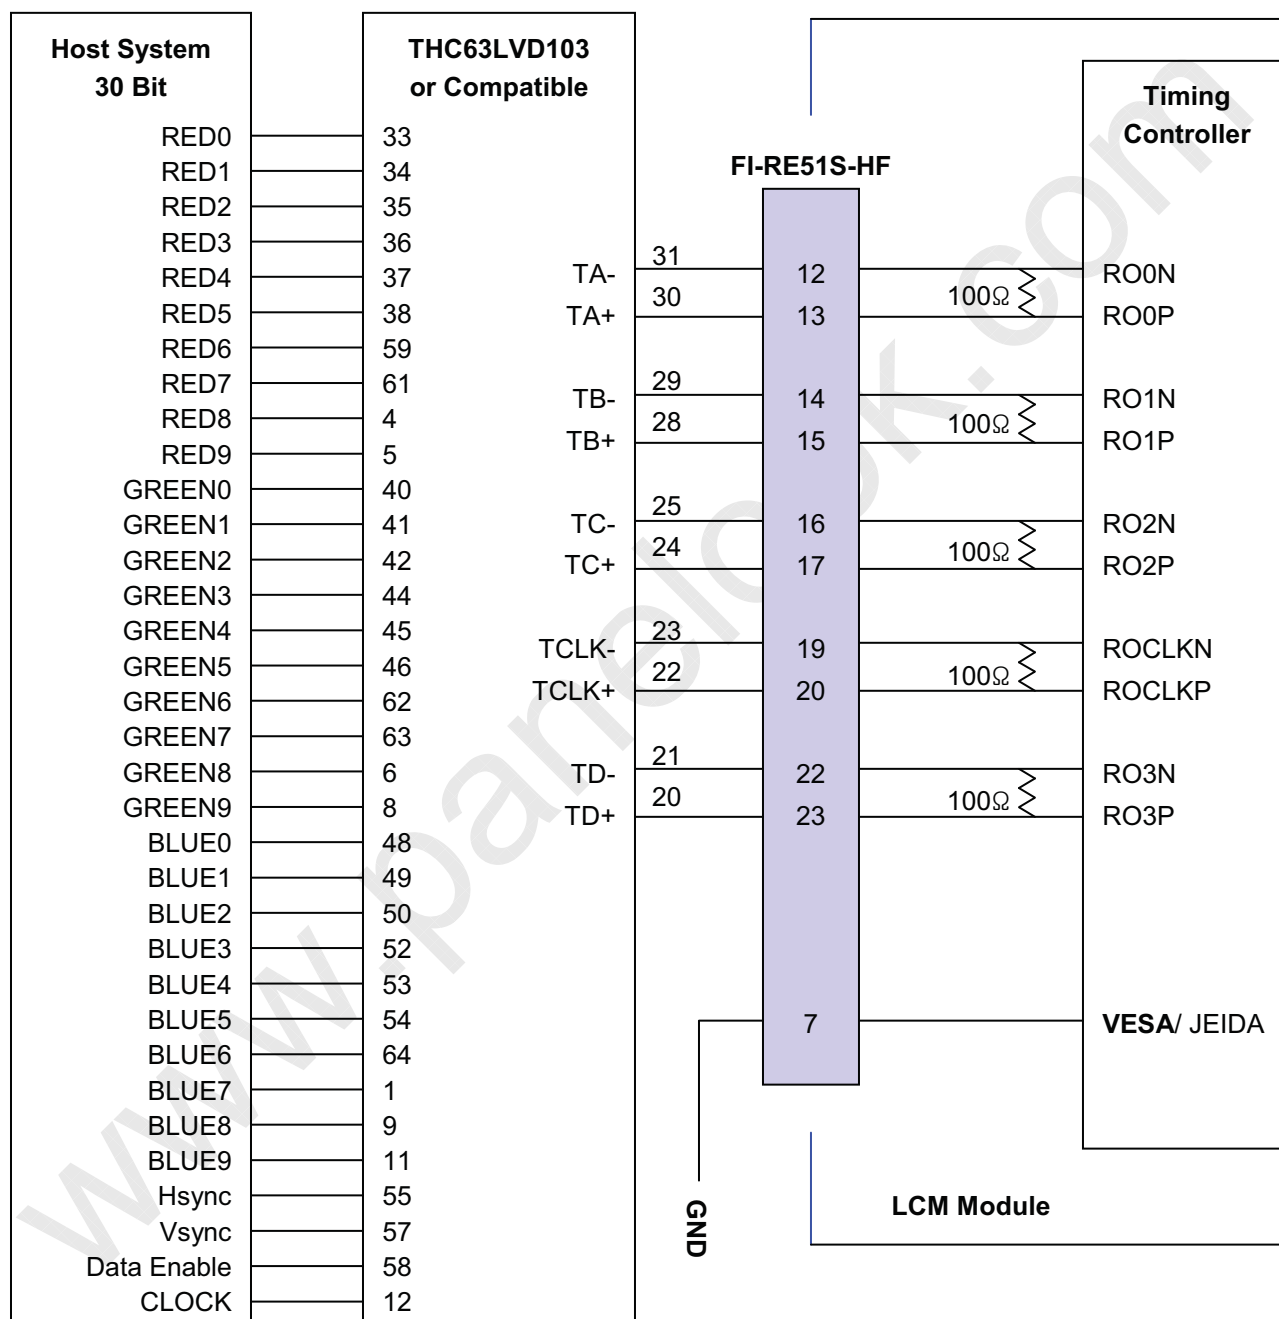 Host System
30 Bit
RED0
RED1
RED2
RED3
RED4
RED5
RED6
RED7
RED8
RED9
GREEN0
GREEN1
GREEN2
GREEN3
GREEN4
GREEN5
GREEN6
GREEN7
GREEN8
GREEN9
BLUE0
BLUE1
BLUE2
BLUE3
BLUE4
BLUE5
BLUE6
BLUE7
BLUE8
BLUE9
Hsync
Vsync
Data Enable
CLOCK
THC63LVD103
or Compatible
33
34
35
36
37
38
59
61
4
5
40
41
42
44
45
46
62
63
6
8
48
49
50
52
53
54
64
1
9
11
55
57
58
12
TA-
TA+
TB-
TB+
TC-
TC+
TCLK-
TCLK+
TD-
TD+
31
30
29
28
25
24
23
22
21
20
FI-RE51S-HF
12
13
14
15
16
17
19
20
22
23
7
GND
100Ω
100Ω
100Ω
100Ω
100Ω
Timing
Controller
RO0N
RO0P
RO1N
RO1P
RO2N
RO2P
ROCLKN
ROCLKP
RO3N
RO3P
VESA/ JEIDA
LCM Module
www.panelook.com